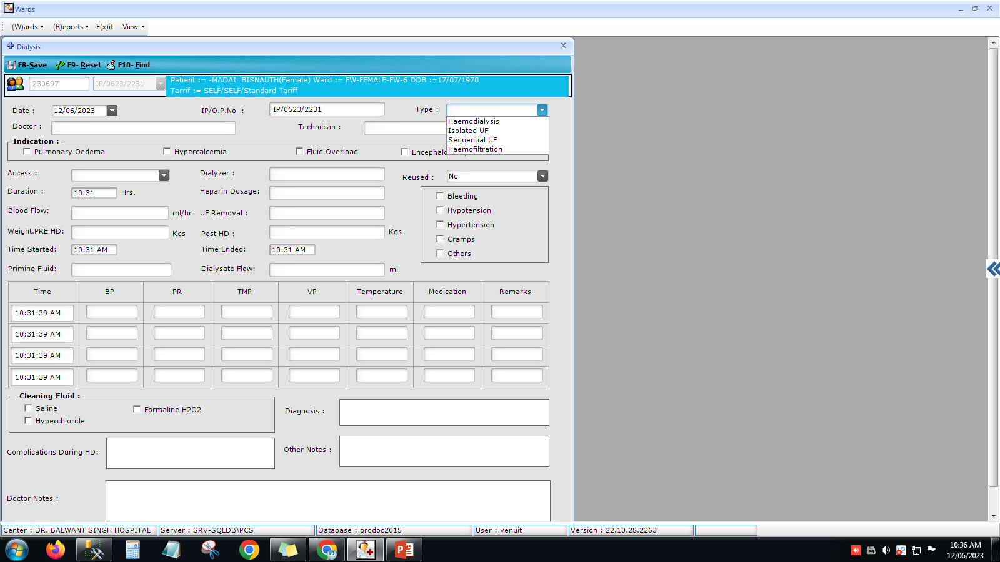 Wards
(W)ards (R)eports E(x)it View
Dialysis
F8-Save F9- Reset F10- Find
230697 IP/0623/2231 Patient := -MADAI BISNAUTH(Female) Ward := FW-FEMALE-FW-6 DOB :=17/07/1970
Tarrif := SELF/SELF/Standard Tariff
Date : 12/06/2023 IP/O.P.No : IP/0623/2231 Type :
Haemodialysis
Isolated UF
Sequential UF
Haemofiltration
Doctor : Technician :
Indication :
Pulmonary Oedema Hypercalcemia Fluid Overload
Access : Dialyzer : Reused : No
Duration : 10:31 Hrs. Heparin Dosage:
Blood Flow: ml/hr UF Removal :
Weight.PRE HD: Kgs Post HD : Kgs
Time Started: 10:31 AM Time Ended: 10:31 AM
Priming Fluid: Dialysate Flow: ml
Bleeding
Hypotension
Hypertension
Cramps
Others
Time BP PR TMP VP Temperature Medication Remarks
10:31:39 AM
10:31:39 AM
10:31:39 AM
10:31:39 AM
Cleaning Fluid :
Saline Formaline H2O2
Hyperchloride
Diagnosis :
Complications During HD: Other Notes :
Doctor Notes :
Center : DR. BALWANT SINGH HOSPITAL Server : SRV-SQLDB\PCS Database : prodoc2015 User : venuit Version : 22.10.28.2263
10:36 AM
12/06/2023